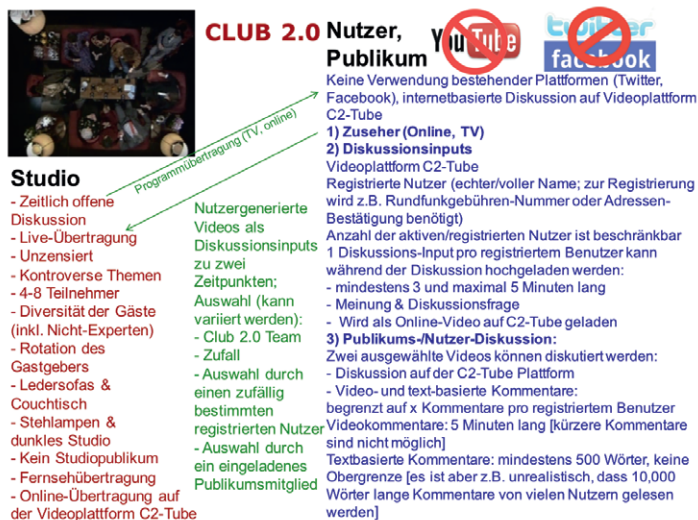 CLUB 2.0
Studio
- Zeitlich offene
Diskussion
- Live-Übertragung
- Unzensiert
- Kontroverse Themen
- 4-8 Teilnehmer
- Diversität der Gäste
(inkl. Nicht-Experten)
- Rotation des
Gastgebers
- Ledersofas &
Couchtisch
- Stehlampen &
dunkles Studio
- Kein Studiopublikum
- Fernsehübertragung
- Online-Übertragung auf
der Videoplattform C2-Tube
Programmübertragung (TV, online)
Nutzergenerierte
Videos als
Diskussionsinputs
zu zwei
Zeitpunkten;
Auswahl (kann
variiert werden):
- Club 2.0 Team
- Zufall
- Auswahl durch
einen zufällig
bestimmten
registrierten Nutzer
- Auswahl durch
ein eingeladenes
Publikumsmitglied
Nutzer,
Publikum
YouTube
twitter
facebook
Keine Verwendung bestehender Plattformen (Twitter,
Facebook), internetbasierte Diskussion auf Videoplattform
C2-Tube
1) Zuseher (Online, TV)
2) Diskussionsinputs
Videoplattform C2-Tube
Registrierte Nutzer (echter/voller Name; zur Registrierung
wird z.B. Rundfunkgebühren-Nummer oder Adressen-
Bestätigung benötigt)
Anzahl der aktiven/registrierten Nutzer ist beschränkbar
1 Diskussions-Input pro registriertem Benutzer kann
während der Diskussion hochgeladen werden:
- mindestens 3 und maximal 5 Minuten lang
- Meinung & Diskussionsfrage
- Wird als Online-Video auf C2-Tube geladen
3) Publikums-/Nutzer-Diskussion:
Zwei ausgewählte Videos können diskutiert werden:
- Diskussion auf der C2-Tube Plattform
- Video- und text-basierte Kommentare:
begrenzt auf x Kommentare pro registriertem Benutzer
Videokommentare: 5 Minuten lang [kürzere Kommentare
sind nicht möglich]
Textbasierte Kommentare: mindestens 500 Wörter, keine
Obergrenze [es ist aber z.B. unrealistisch, dass 10,000
Wörter lange Kommentare von vielen Nutzern gelesen
werden]